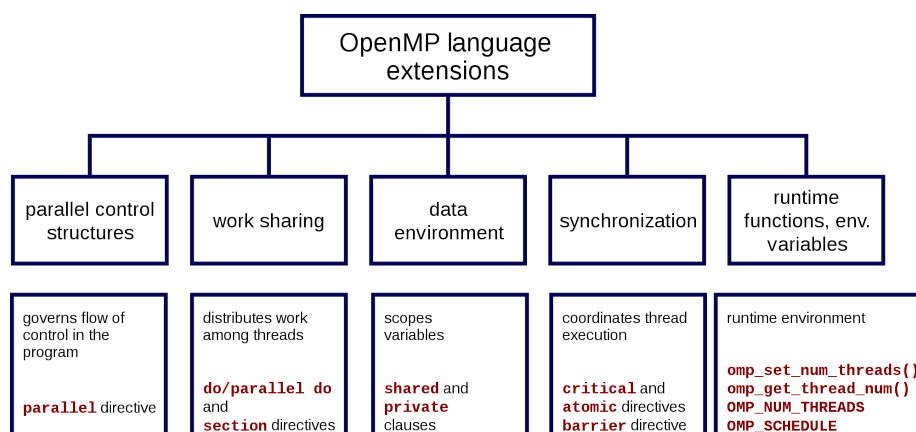 OpenMP language
extensions
parallel control
structures
work sharing
data
environment
synchronization
runtime
functions, env.
variables
governs flow of
control in the
program
parallel directive
distributes work
among threads
do/parallel do
and
section directives
scopes
variables
shared and
private
clauses
coordinates thread
execution
critical and
atomic directives
barrier directive
runtime environment
omp_set_num_threads()
omp_get_thread_num()
OMP_NUM_THREADS
OMP_SCHEDULE